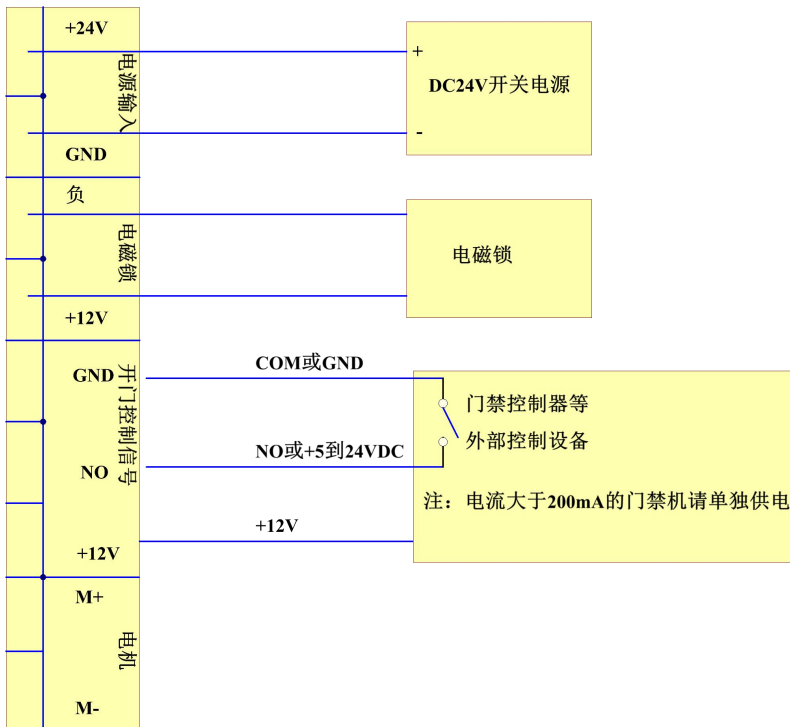 +24V
电源输入
GND
+
DC24V开关电源
-
负
电磁锁
+12V
电磁锁
GND
开门控制信号
NO
+12V
COM或GND
NO或+5到24VDC
+12V
门禁控制器等
外部控制设备
注：电流大于200mA的门禁机请单独供电
M+
电机
M-